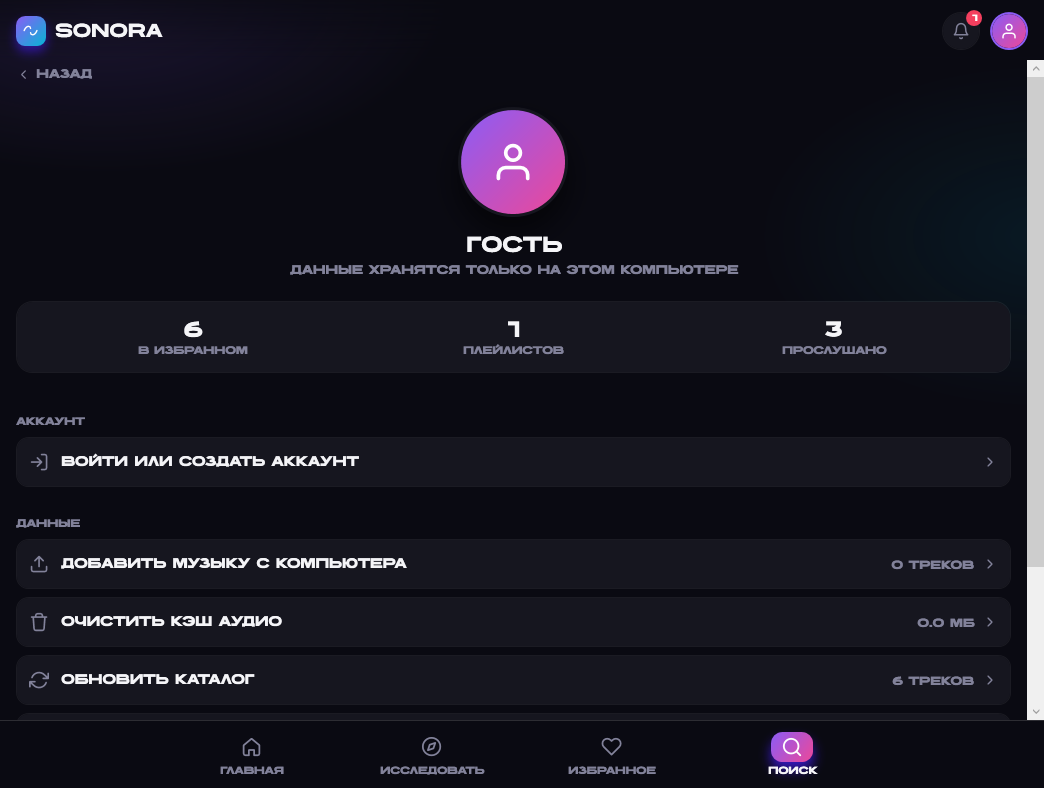 SONORA
1
НАЗАД
ГОСТЬ
ДАННЫЕ ХРАНЯТСЯ ТОЛЬКО НА ЭТОМ КОМПЬЮТЕРЕ
6
В ИЗБРАННОМ
1
ПЛЕЙЛИСТОВ
3
ПРОСЛУШАНО
АККАУНТ
ВОЙТИ ИЛИ СОЗДАТЬ АККАУНТ
ДАННЫЕ
ДОБАВИТЬ МУЗЫКУ С КОМПЬЮТЕРА
0 ТРЕКОВ
ОЧИСТИТЬ КЭШ АУДИО
0.0 МБ
ОБНОВИТЬ КАТАЛОГ
6 ТРЕКОВ
ГЛАВНАЯ
ИССЛЕДОВАТЬ
ИЗБРАННОЕ
ПОИСК